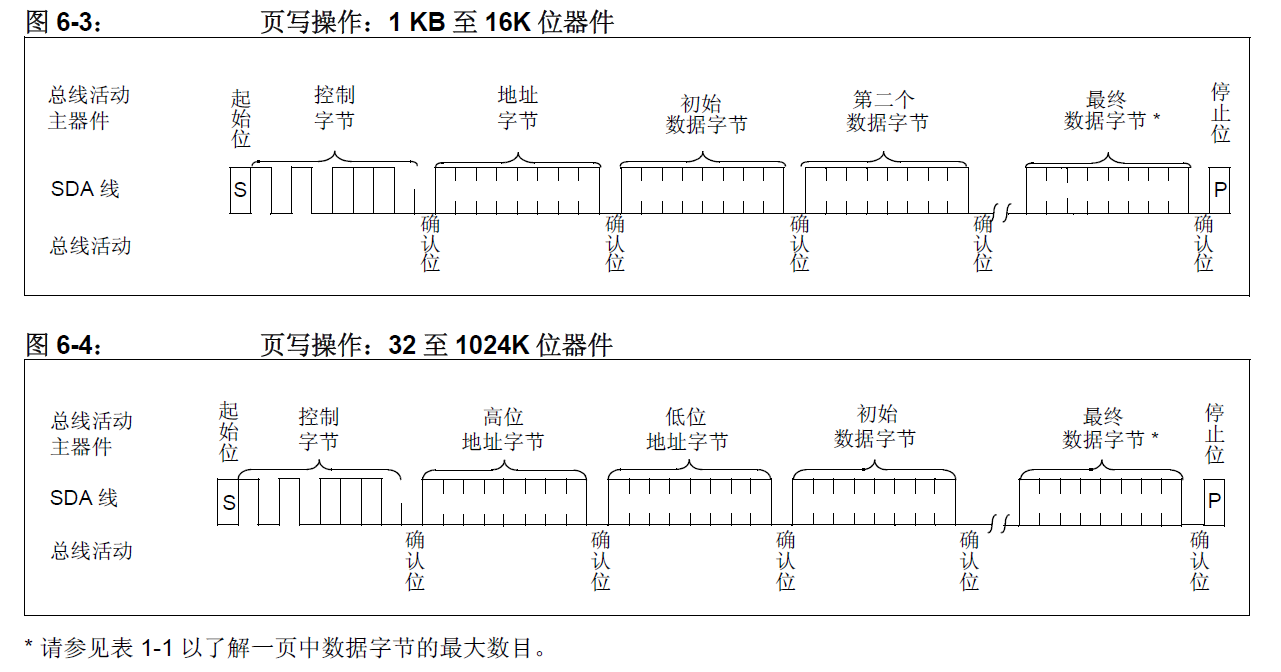 图 6-3: 页写操作：1 KB 至 16K 位器件
总线活动
主器件
起始位
控制
字节
地址
字节
初始
数据字节
第二个
数据字节
最终
数据字节 *
停止位
SDA 线
S
P
总线活动
确认位
确认位
确认位
确认位
确认位
图 6-4: 页写操作：32 至 1024K 位器件
总线活动
主器件
起始位
控制
字节
高位
地址字节
低位
地址字节
初始
数据字节
最终
数据字节 *
停止位
SDA 线
S
P
总线活动
确认位
确认位
确认位
确认位
确认位
* 请参见表 1-1 以了解一页中数据字节的最大数目。